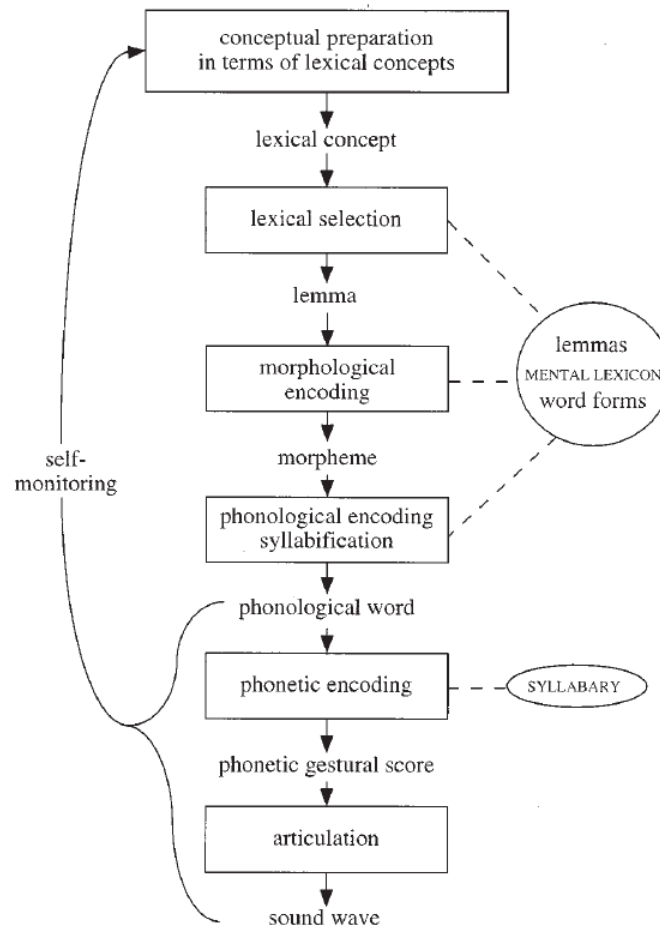 conceptual preparation
in terms of lexical concepts
lexical concept
lexical selection
lemma
lemmas
MENTAL LEXICON
word forms
morphological
encoding
self-
monitoring
morpheme
phonological encoding
syllabification
phonological word
phonetic encoding
SYLLABARY
phonetic gestural score
articulation
sound wave